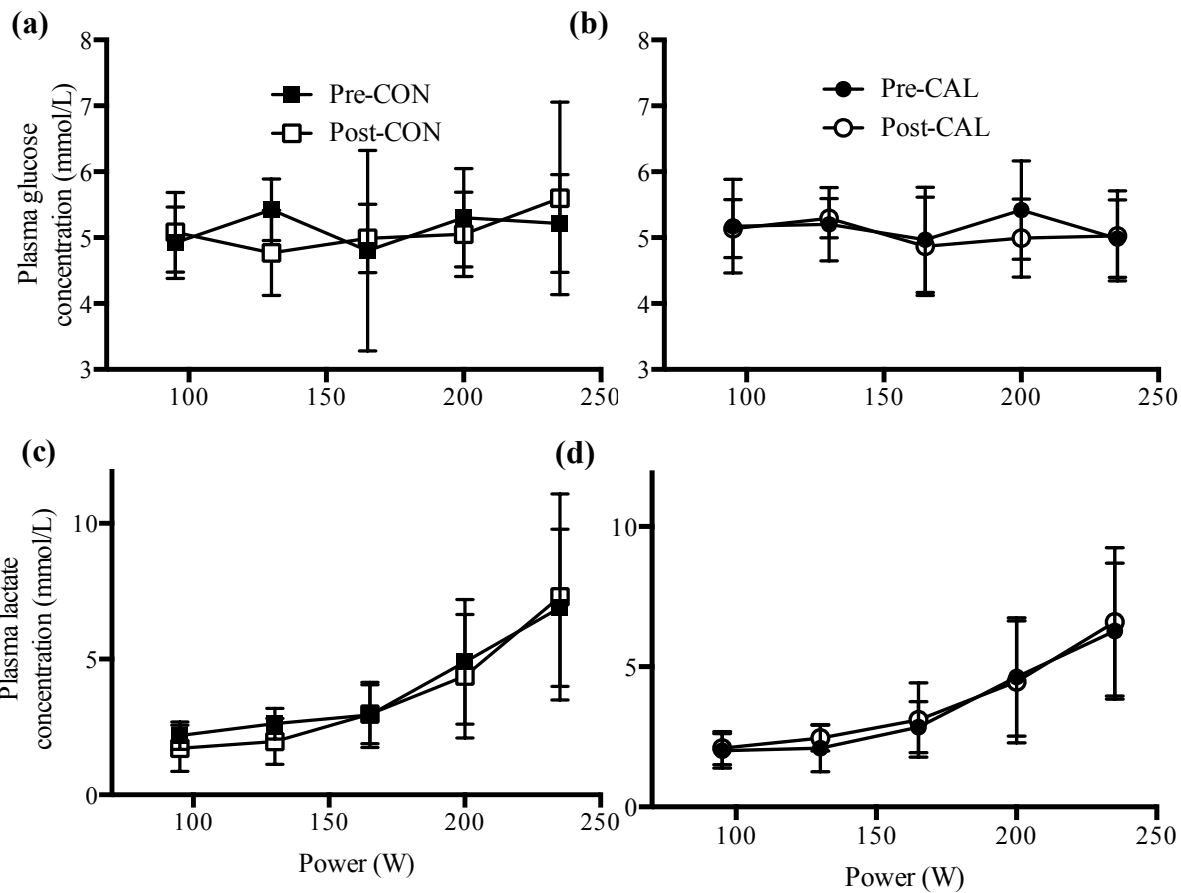 (a)
Plasma glucose
concentration (mmol/L)
8
7
6
5
4
3
Pre-CON
Post-CON
100
150
200
250
(b)
8
7
6
5
4
3
Pre-CAL
Post-CAL
100
150
200
250
(c)
Plasma lactate
concentration (mmol/L)
10
5
0
100
150
200
250
Power (W)
(d)
10
5
0
100
150
200
250
Power (W)